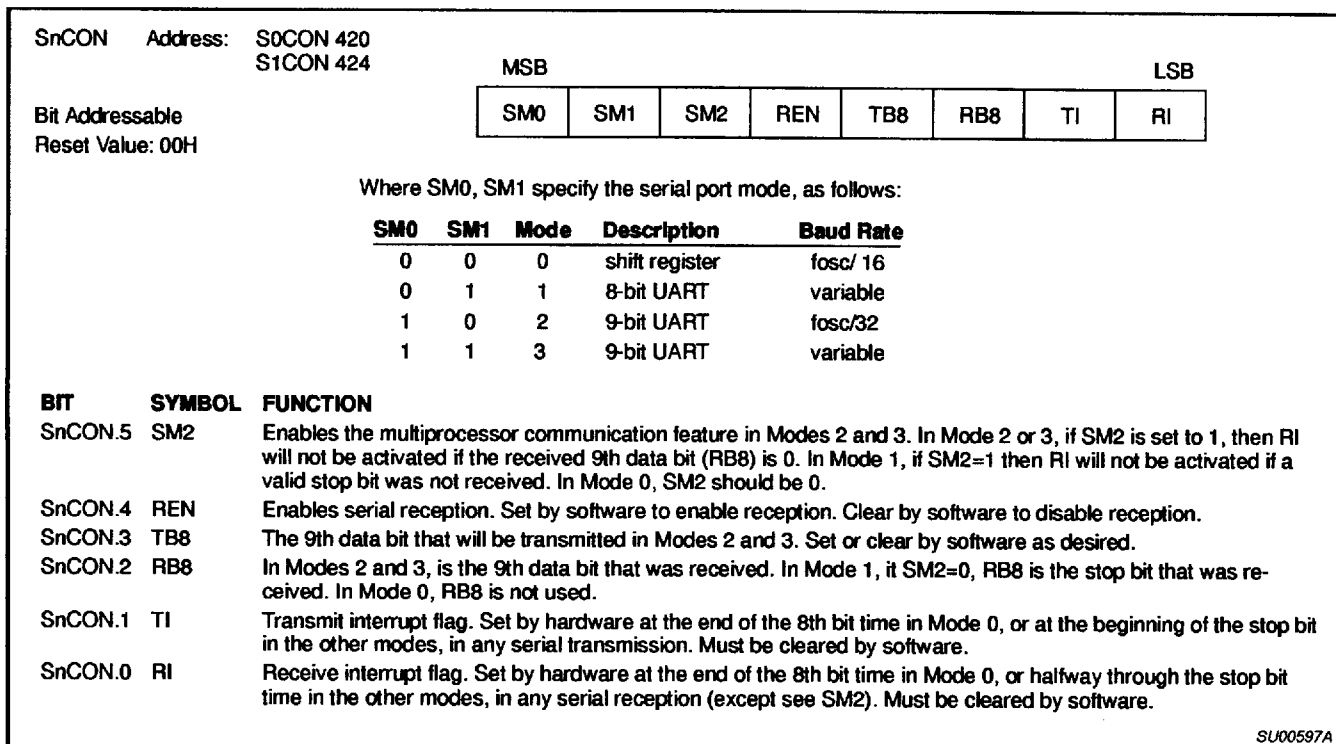 SnCON Address: S0CON 420
S1CON 424
MSB LSB
Bit Addressable SM0 SM1 SM2 REN TB8 RB8 TI RI
Reset Value: 00H
Where SM0, SM1 specify the serial port mode, as follows:
SM0 SM1 Mode Description Baud Rate
0 0 0 shift register fosc/ 16
0 1 1 8-bit UART variable
1 0 2 9-bit UART fosc/32
1 1 3 9-bit UART variable
BIT SYMBOL FUNCTION
SnCON.5 SM2 Enables the multiprocessor communication feature in Modes 2 and 3. In Mode 2 or 3, if SM2 is set to 1, then RI
will not be activated if the received 9th data bit (RB8) is 0. In Mode 1, if SM2=1 then RI will not be activated if a
valid stop bit was not received. In Mode 0, SM2 should be 0.
SnCON.4 REN Enables serial reception. Set by software to enable reception. Clear by software to disable reception.
SnCON.3 TB8 The 9th data bit that will be transmitted in Modes 2 and 3. Set or clear by software as desired.
SnCON.2 RB8 In Modes 2 and 3, is the 9th data bit that was received. In Mode 1, it SM2=0, RB8 is the stop bit that was re-
ceived. In Mode 0, RB8 is not used.
SnCON.1 TI Transmit interrupt flag. Set by hardware at the end of the 8th bit time in Mode 0, or at the beginning of the stop bit
in the other modes, in any serial transmission. Must be cleared by software.
SnCON.0 RI Receive interrupt flag. Set by hardware at the end of the 8th bit time in Mode 0, or halfway through the stop bit
time in the other modes, in any serial reception (except see SM2). Must be cleared by software.
SU00597A